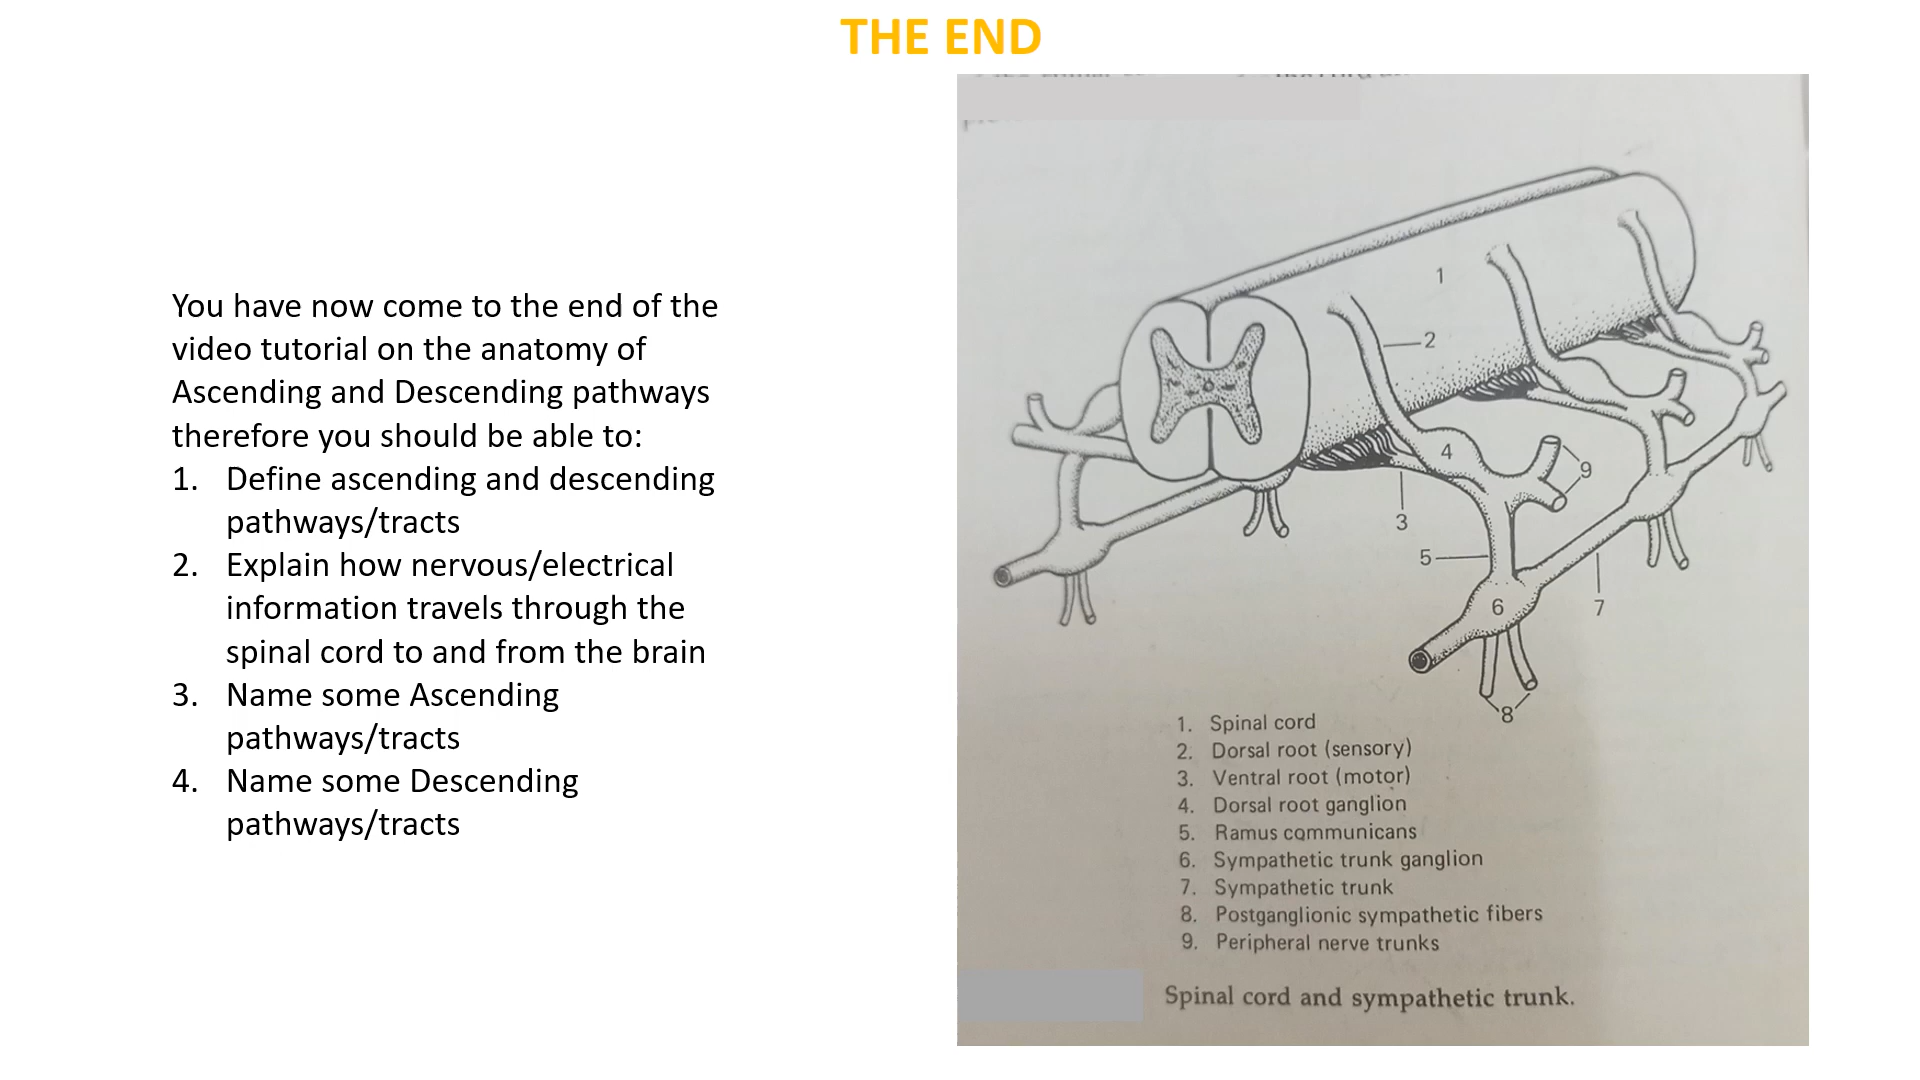 THE END
You have now come to the end of the
video tutorial on the anatomy of
Ascending and Descending pathways
therefore you should be able to:
1. Define ascending and descending
pathways/tracts
2. Explain how nervous/electrical
information travels through the
spinal cord to and from the brain
3. Name some Ascending
pathways/tracts
4. Name some Descending
pathways/tracts
1
2
4
9
3
5
6
7
8
1. Spinal cord
2. Dorsal root (sensory)
3. Ventral root (motor)
4. Dorsal root ganglion
5. Ramus communicans
6. Sympathetic trunk ganglion
7. Sympathetic trunk
8. Postganglionic sympathetic fibers
9. Peripheral nerve trunks
Spinal cord and sympathetic trunk.